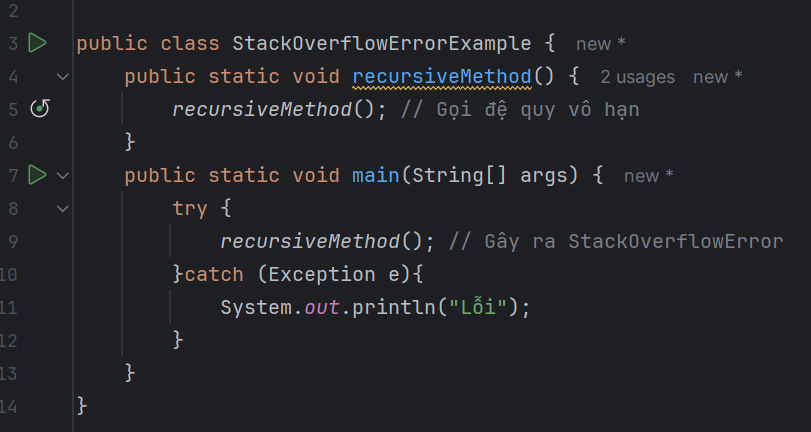 2
3 public class StackOverflowErrorExample { new *
4 public static void recursiveMethod() { 2 usages new *
5 recursiveMethod(); // Gọi đệ quy vô hạn
6 }
7 public static void main(String[] args) { new *
8 try {
9 recursiveMethod(); // Gây ra StackOverflowError
10 }catch (Exception e){
11 System.out.println("Lỗi");
12 }
13 }
14 }